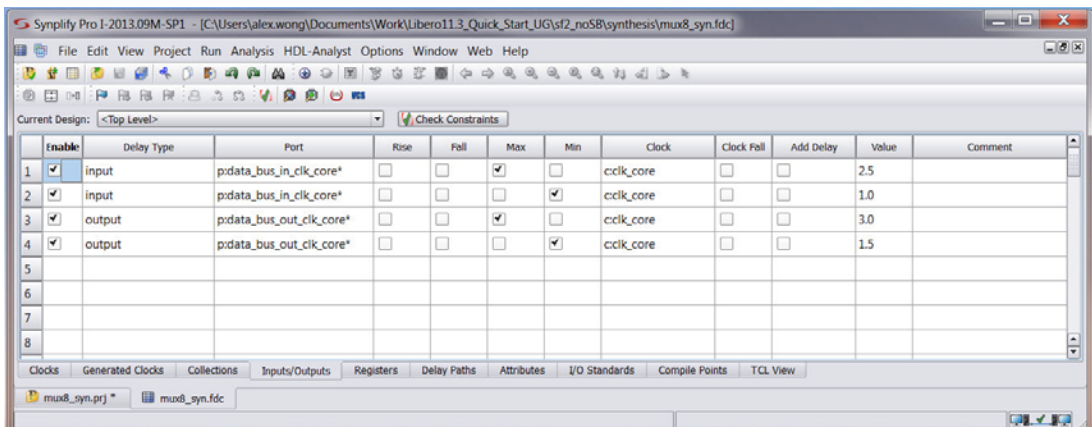 Synplify Pro I-2013.09M-SP1 - [C:\Users\alex.wong\Documents\Work\Libero11.3_Quick_Start_UG\sf2_noSB\synthesis\mux8_syn.fdc]
File Edit View Project Run Analysis HDL-Analyst Options Window Web Help
Current Design: <Top Level> Check Constraints
Enable Delay Type Port Rise Fall Max Min Clock Clock Fall Add Delay Value Comment
1 input p:data_bus_in_clk_core* c:clk_core 2.5
2 input p:data_bus_in_clk_core* c:clk_core 1.0
3 output p:data_bus_out_clk_core* c:clk_core 3.0
4 output p:data_bus_out_clk_core* c:clk_core 1.5
5
6
7
8
Clocks Generated Clocks Collections Inputs/Outputs Registers Delay Paths Attributes I/O Standards Compile Points TCL View
mux8_syn.prj * mux8_syn.fdc